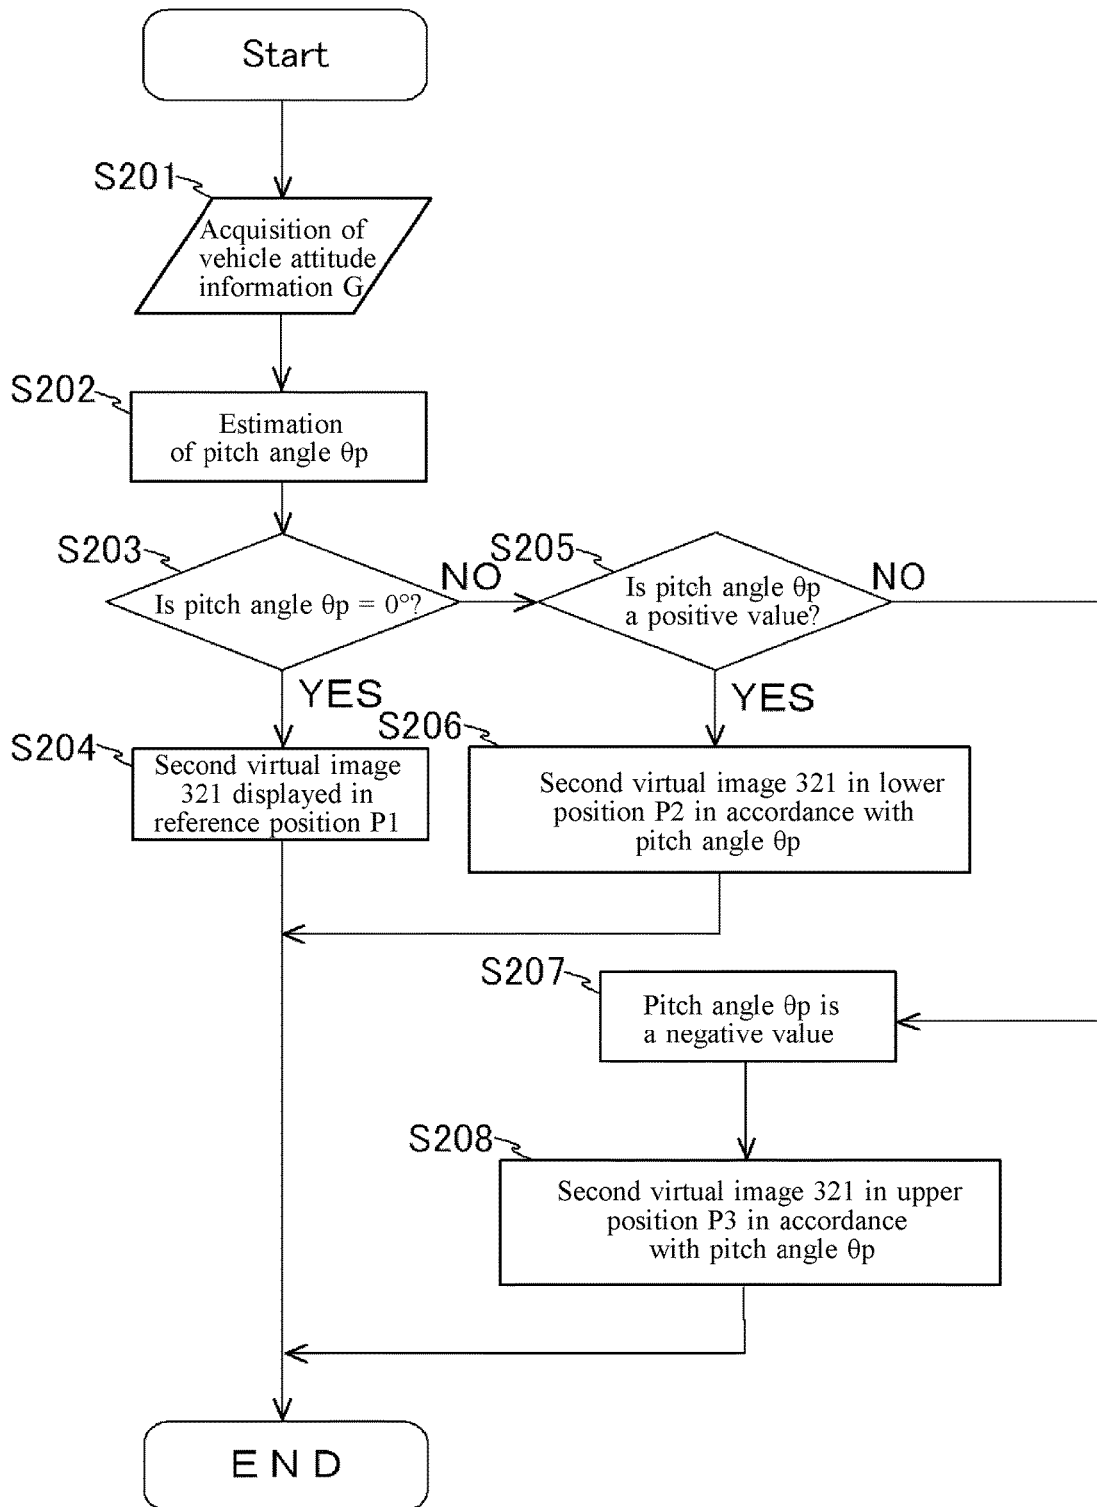 Start
S201
Acquisition of
vehicle attitude
information G
S202
Estimation
of pitch angle θp
S203
Is pitch angle θp = 0°?
NO
YES
S205
Is pitch angle θp
a positive value?
NO
YES
S204
Second virtual image
321 displayed in
reference position P1
S206
Second virtual image 321 in lower
position P2 in accordance with
pitch angle θp
S207
Pitch angle θp is
a negative value
S208
Second virtual image 321 in upper
position P3 in accordance
with pitch angle θp
END